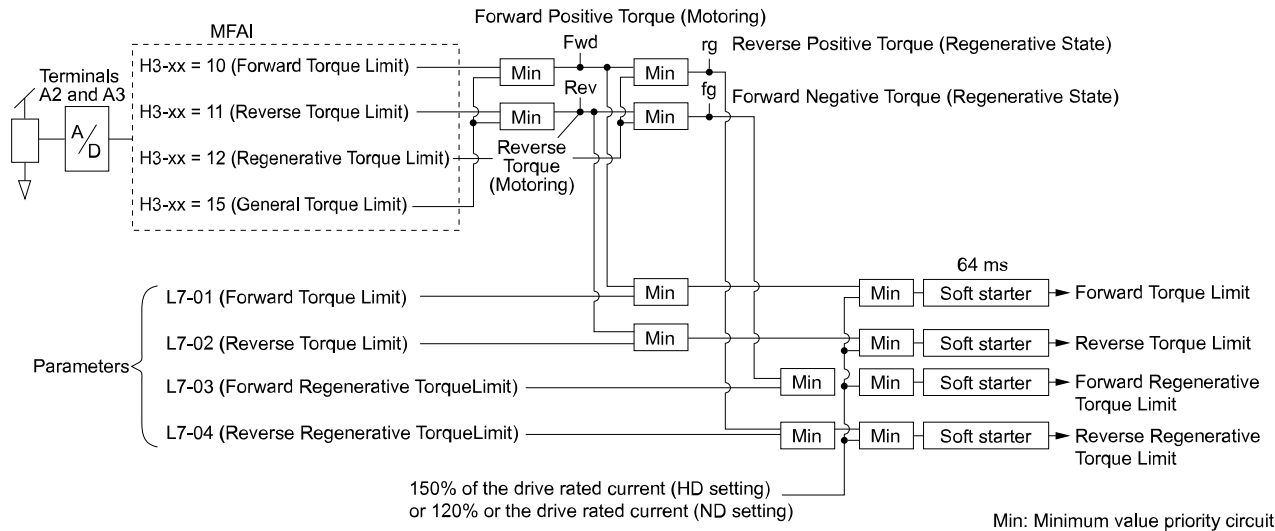 Forward Positive Torque (Motoring)
MFAI
Fwd
rg
Reverse Positive Torque (Regenerative State)
H3-xx = 10 (Forward Torque Limit)
Min
Min
Terminals
A2 and A3
Rev
fg
Forward Negative Torque (Regenerative State)
H3-xx = 11 (Reverse Torque Limit)
Min
Min
A/D
Reverse
Torque
(Motoring)
H3-xx = 12 (Regenerative Torque Limit)
H3-xx = 15 (General Torque Limit)
64 ms
L7-01 (Forward Torque Limit)
Min
Min
Soft starter
Forward Torque Limit
L7-02 (Reverse Torque Limit)
Min
Min
Soft starter
Reverse Torque Limit
Parameters
L7-03 (Forward Regenerative TorqueLimit)
Min
Min
Soft starter
Forward Regenerative
Torque Limit
L7-04 (Reverse Regenerative TorqueLimit)
Min
Min
Soft starter
Reverse Regenerative
Torque Limit
150% of the drive rated current (HD setting)
or 120% or the drive rated current (ND setting)
Min: Minimum value priority circuit